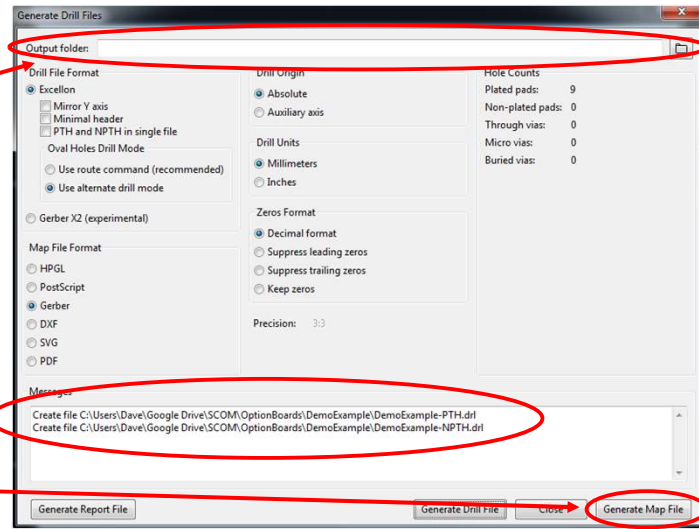 Generate Drill Files
Output folder:
Drill File Format
Excellon
Mirror Y axis
Minimal header
PTH and NPTH in single file
Oval Holes Drill Mode
Use route command (recommended)
Use alternate drill mode
Gerber X2 (experimental)
Map File Format
HPGL
PostScript
Gerber
DXF
SVG
PDF
Drill Origin
Absolute
Auxiliary axis
Drill Units
Millimeters
Inches
Zeros Format
Decimal format
Suppress leading zeros
Suppress trailing zeros
Keep zeros
Precision: 3:3
Hole Counts
Plated pads: 9
Non-plated pads: 0
Through vias: 0
Micro vias: 0
Buried vias: 0
Messages
Create file C:\Users\Dave\Google Drive\SCOM\OptionBoards\DemoExample\DemoExample-PTH.drl
Create file C:\Users\Dave\Google Drive\SCOM\OptionBoards\DemoExample\DemoExample-NPTH.drl
Generate Report File
Generate Drill File
Close
Generate Map File